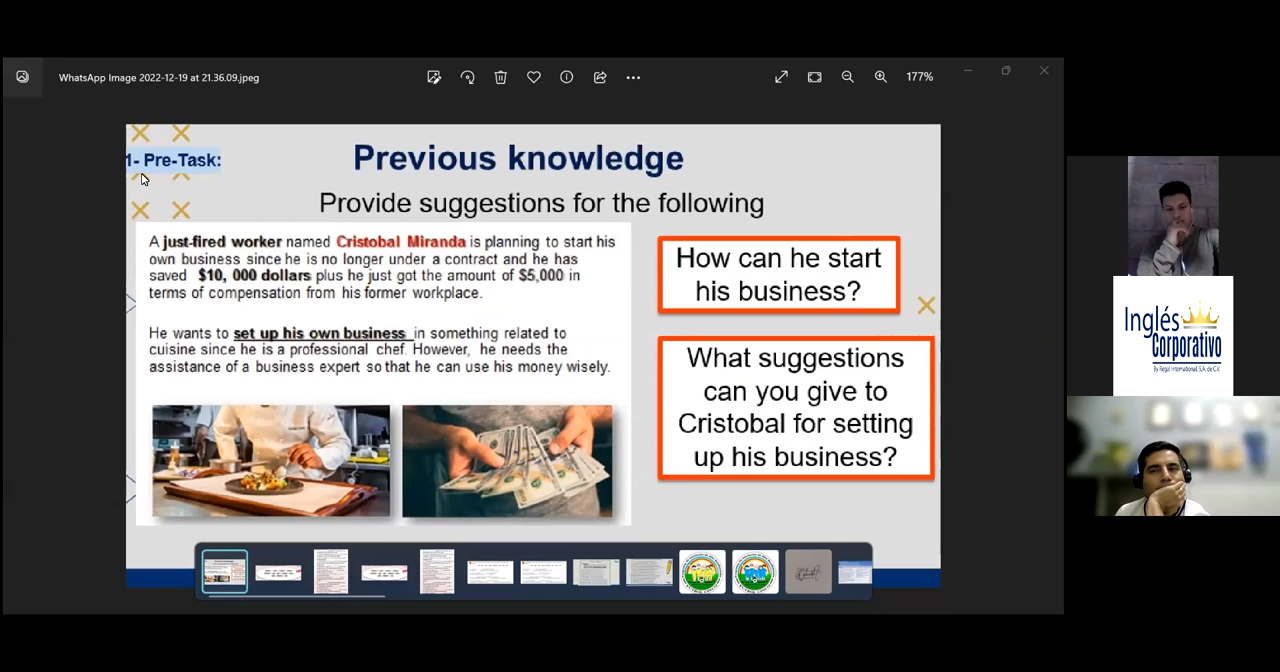 WhatsApp Image 2022-12-19 at 21.36.09.jpeg
177%
1- Pre-Task:
Previous knowledge
Provide suggestions for the following
A just-fired worker named Cristobal Miranda is planning to start his
own business since he is no longer under a contract and he has
saved $10, 000 dollars plus he just got the amount of $5,000 in
terms of compensation from his former workplace.
He wants to set up his own business in something related to
cuisine since he is a professional chef. However, he needs the
assistance of a business expert so that he can use his money wisely.
How can he start
his business?
What suggestions
can you give to
Cristobal for setting
up his business?
Inglés
Corporativo
By Regal International, S.A. de C.V.